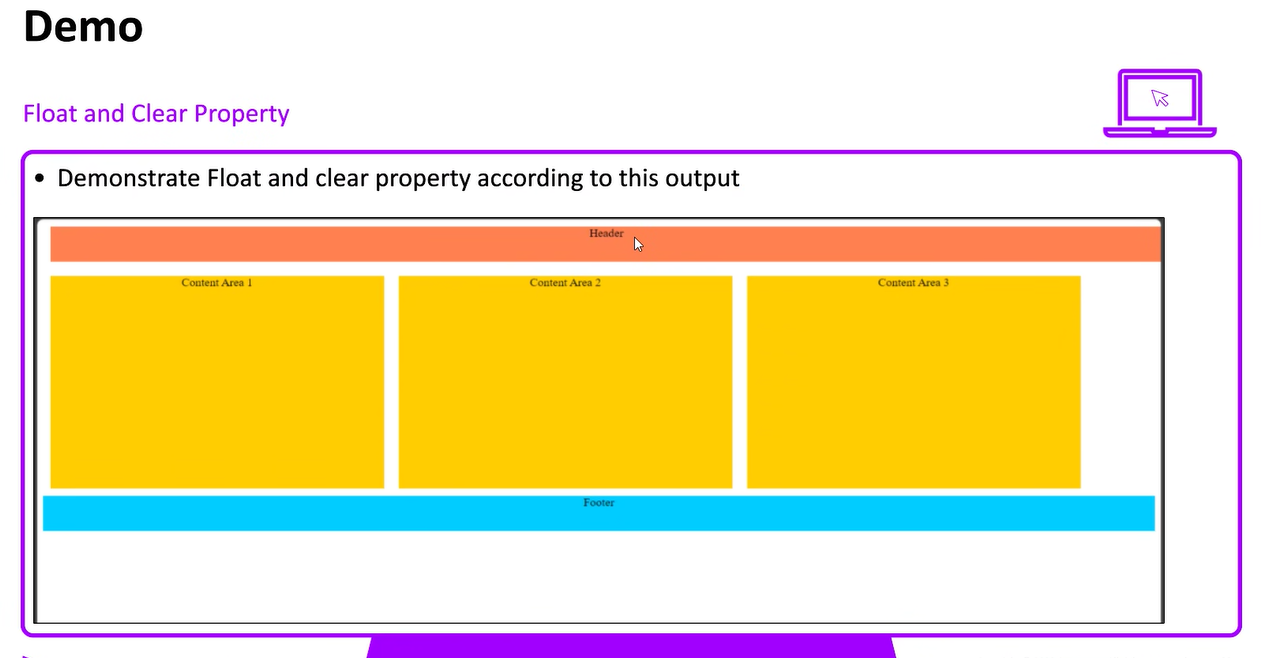 Demo
Float and Clear Property
• Demonstrate Float and clear property according to this output
Header
Content Area 1
Content Area 2
Content Area 3
Footer